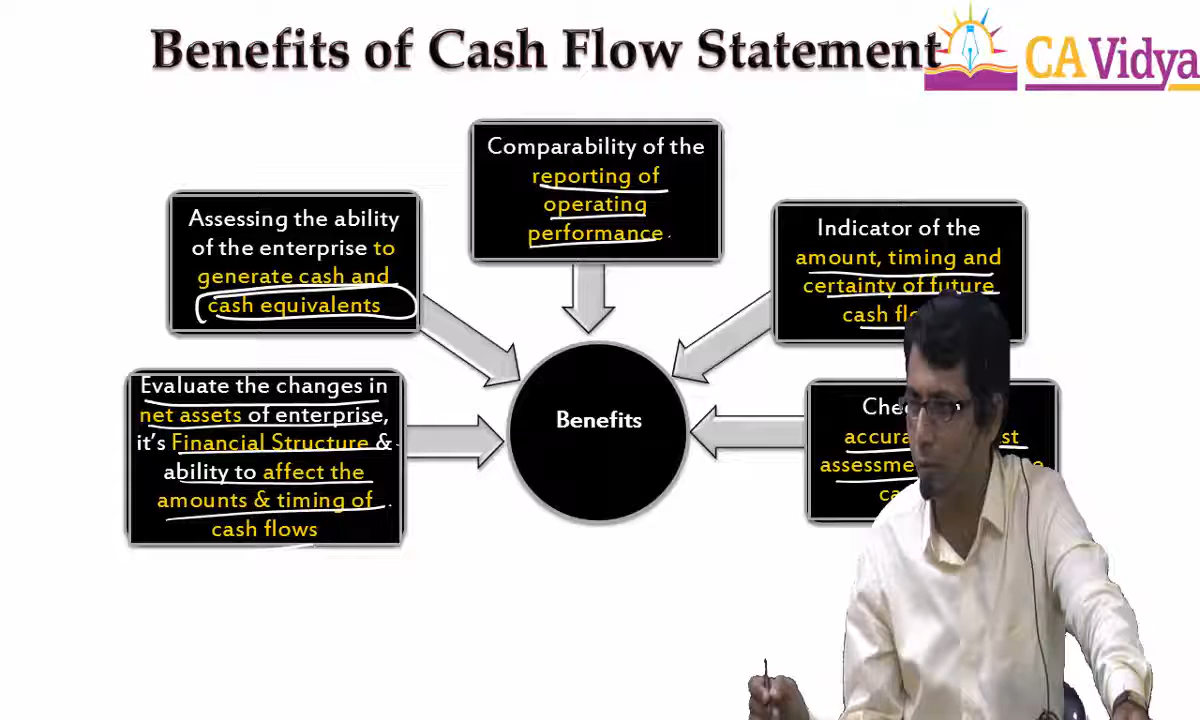 Benefits of Cash Flow Statement
CA Vidya
Comparability of the
reporting of
operating
performance
Assessing the ability
of the enterprise to
generate cash and
cash equivalents
Indicator of the
amount, timing and
certainty of future
cash
Evaluate the changes in
net assets of enterprise,
it's Financial Structure &
ability to affect the
amounts & timing of
cash flows
Benefits